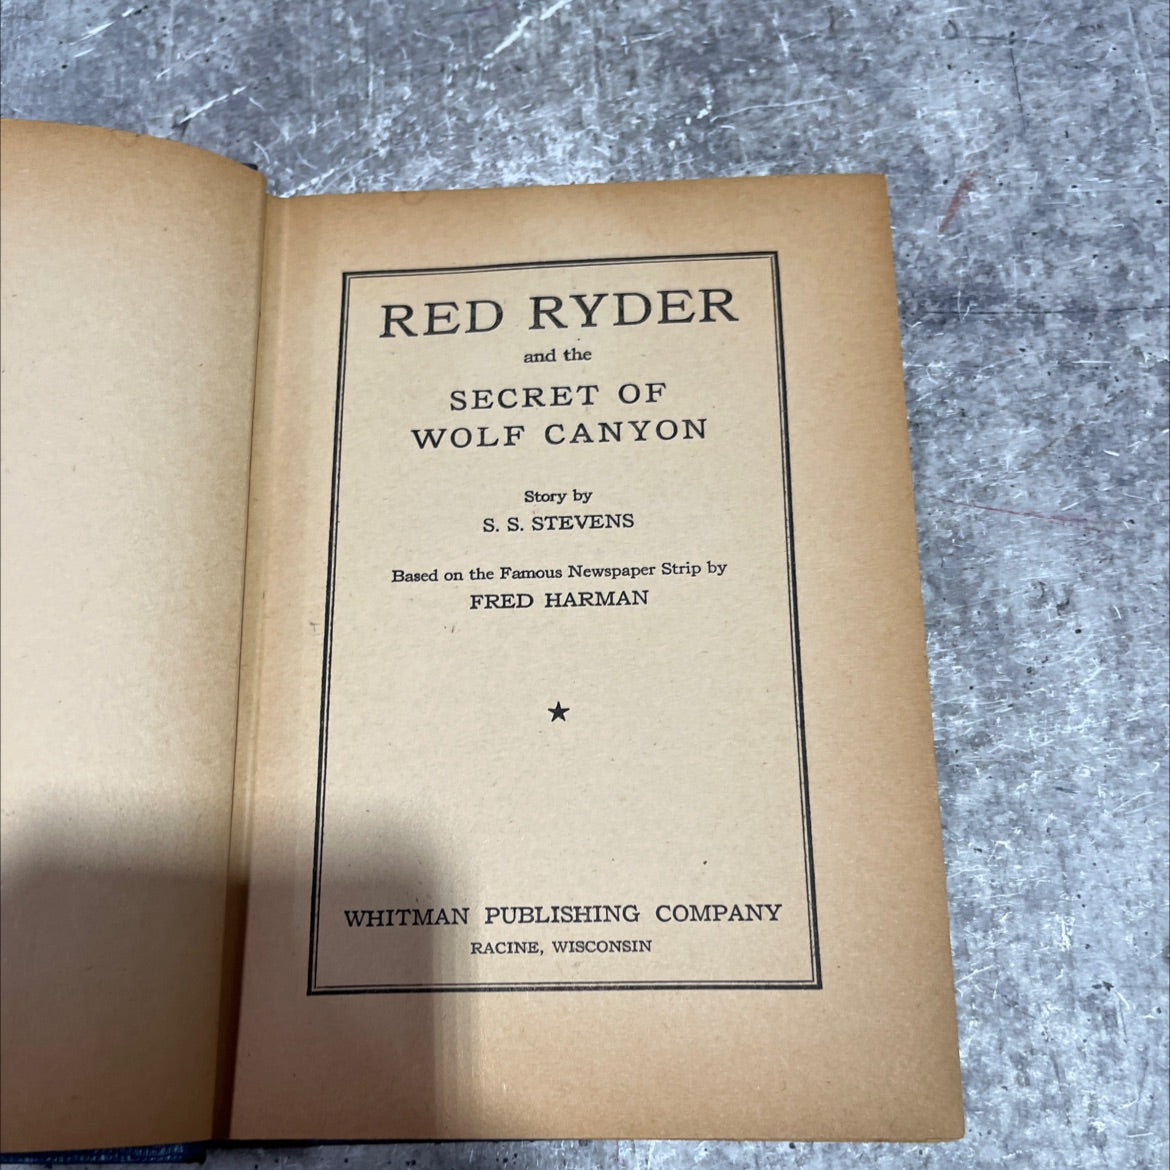 RED RYDER
and the
SECRET OF
WOLF CANYON
Story by
S. S. STEVENS
Based on the Famous Newspaper Strip by
FRED HARMAN
WHITMAN PUBLISHING COMPANY
RACINE, WISCONSIN